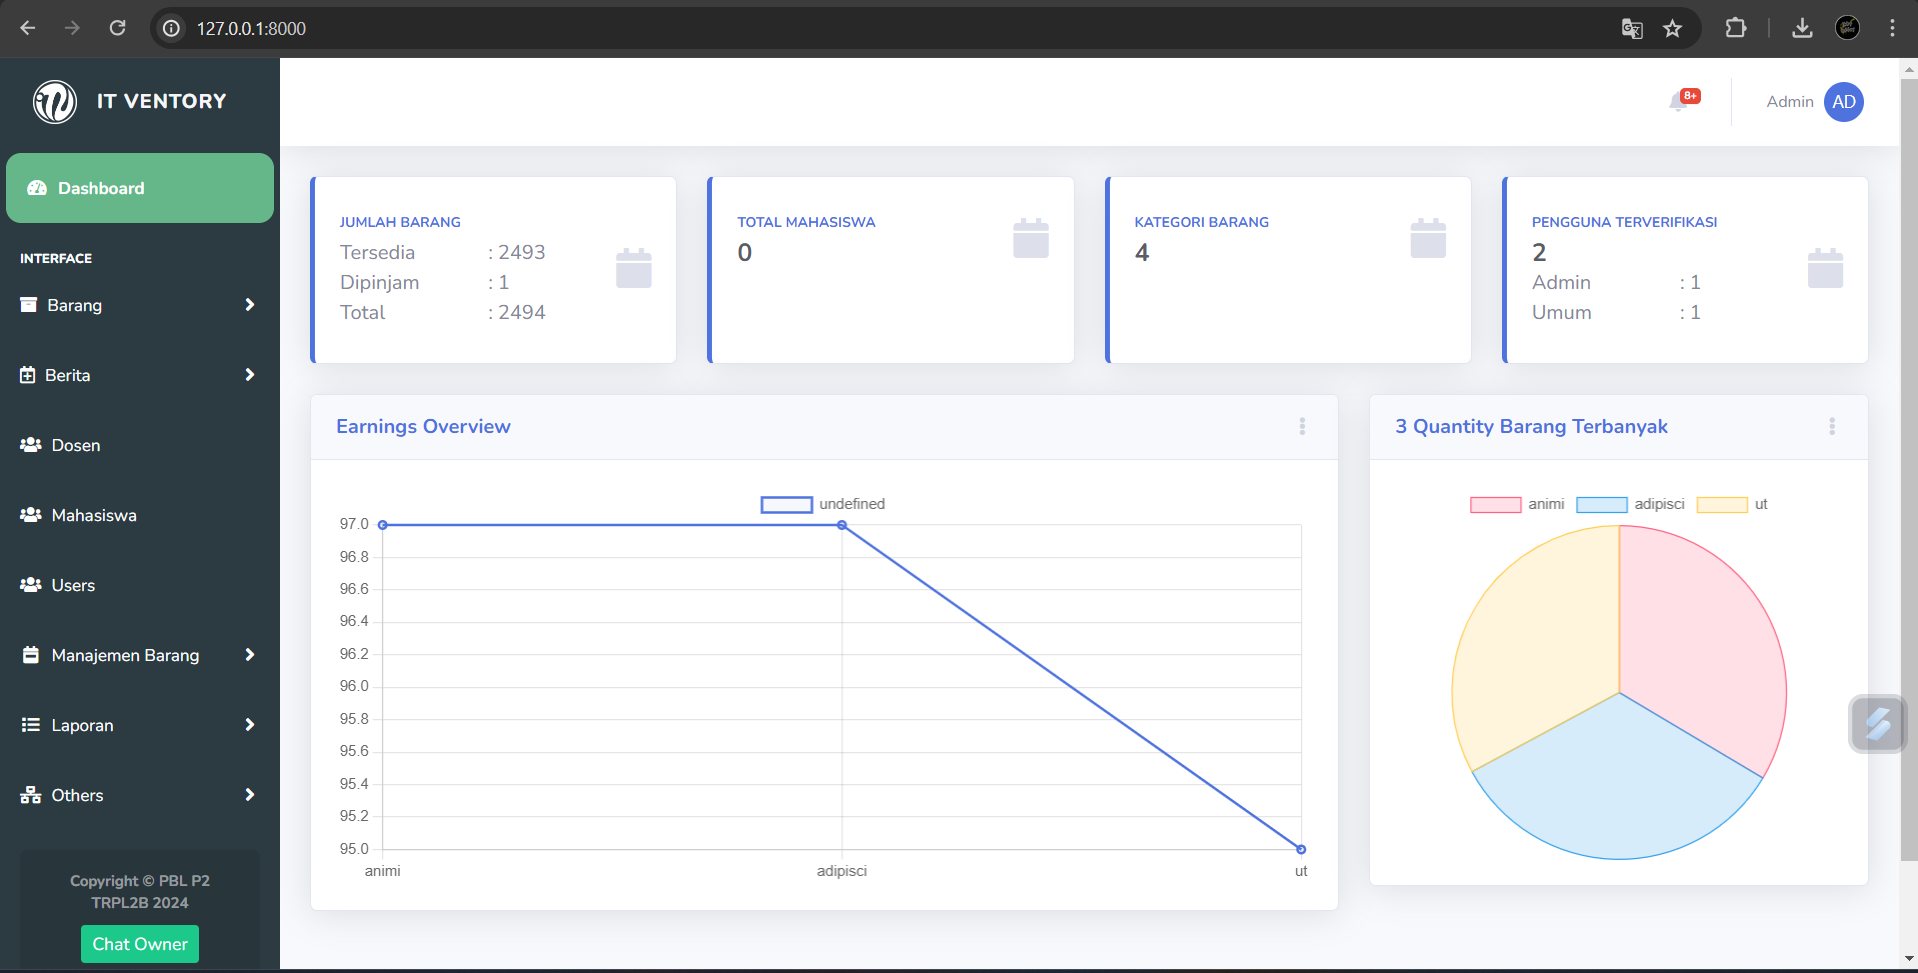 127.0.0.1:8000
IT VENTORY
8+
Admin
AD
Dashboard
INTERFACE
Barang
Berita
Dosen
Mahasiswa
Users
Manajemen Barang
Laporan
Others
Copyright © PBL P2
TRPL2B 2024
Chat Owner
JUMLAH BARANG
Tersedia : 2493
Dipinjam : 1
Total : 2494
TOTAL MAHASISWA
0
KATEGORI BARANG
4
PENGGUNA TERVERIFIKASI
2
Admin : 1
Umum : 1
Earnings Overview
undefined
97.0
96.8
96.6
96.4
96.2
96.0
95.8
95.6
95.4
95.2
95.0
animi adipisci ut
3 Quantity Barang Terbanyak
animi adipisci ut